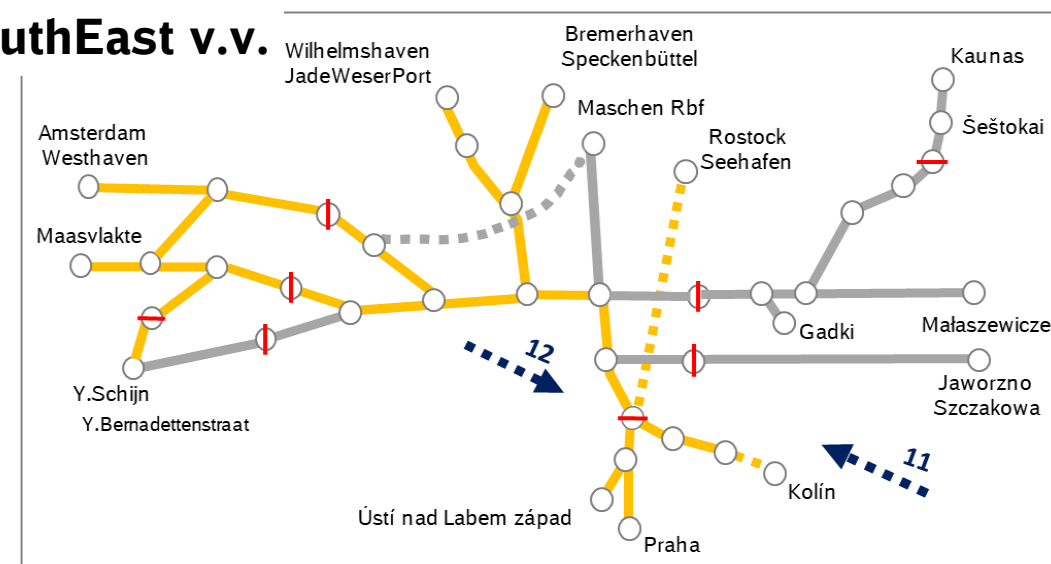 uthEast v.v.
Wilhelmshaven
JadeWeserPort
Bremerhaven
Speckenbüttel
Maschen Rbf
Rostock
Seehafen
Kaunas
Šeštokai
Amsterdam
Westhaven
Maasvlakte
Gadki
Małaszewicze
Jaworzno
Szczakowa
12
11
Y.Schijn
Y.Bernadettenstraat
Kolín
Ústí nad Labem západ
Praha